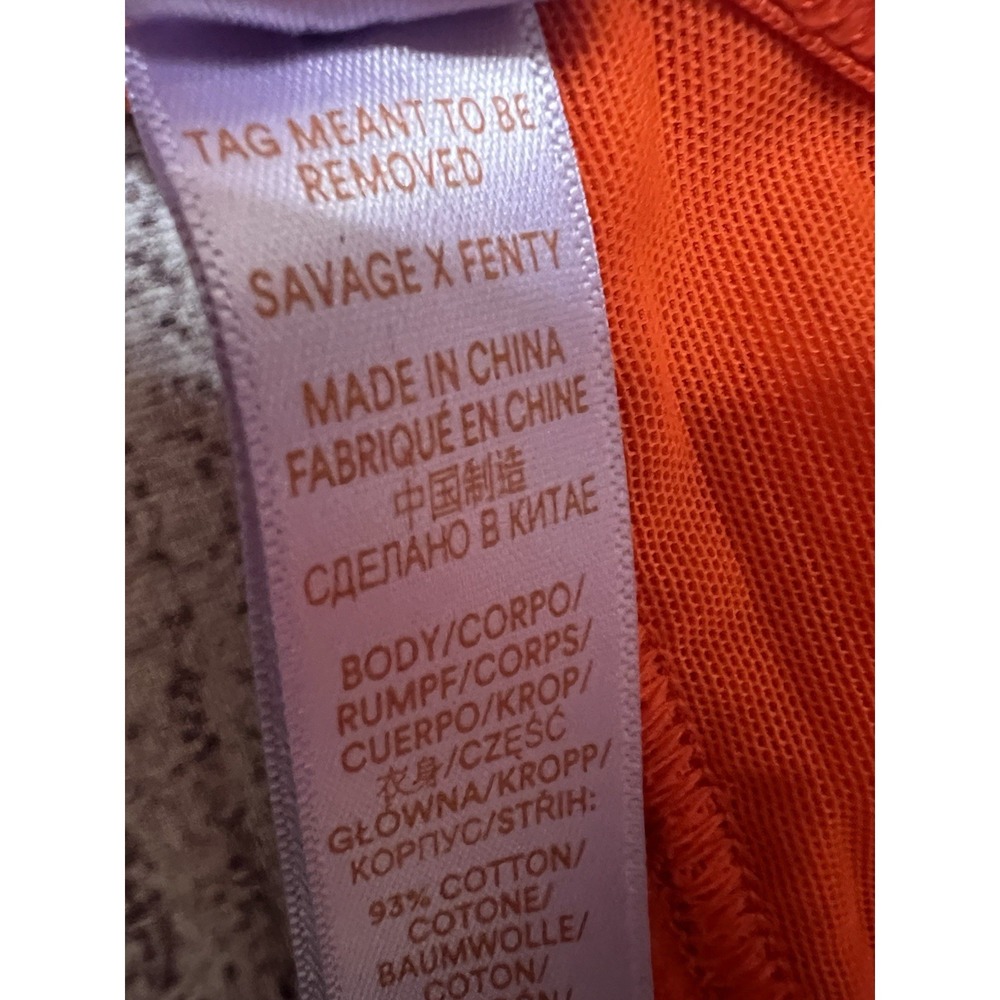 TAG MEANT TO BE
REMOVED
SAVAGE X FENTY
MADE IN CHINA
FABRIQUÉ EN CHINE
中国制造
СДЕЛАНО В КИТАЕ
BODY/CORPO/
RUMPF/CORPS/
CUERPO/KROP/
衣身/CZĘŚĆ
GŁÓWNA/KROPP/
КОРПУС/STŘIH:
93% COTTON/
COTONE/
BAUMWOLLE/
COTON/